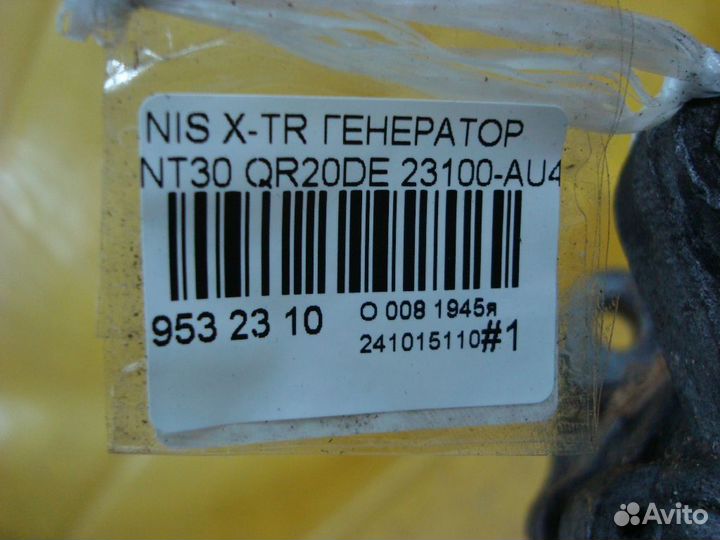 NIS X-TR ГЕНЕРАТОР
NT30 QR20DE 23100-AU4
953 23 10
O 008 1945я
241015110#1
Avito